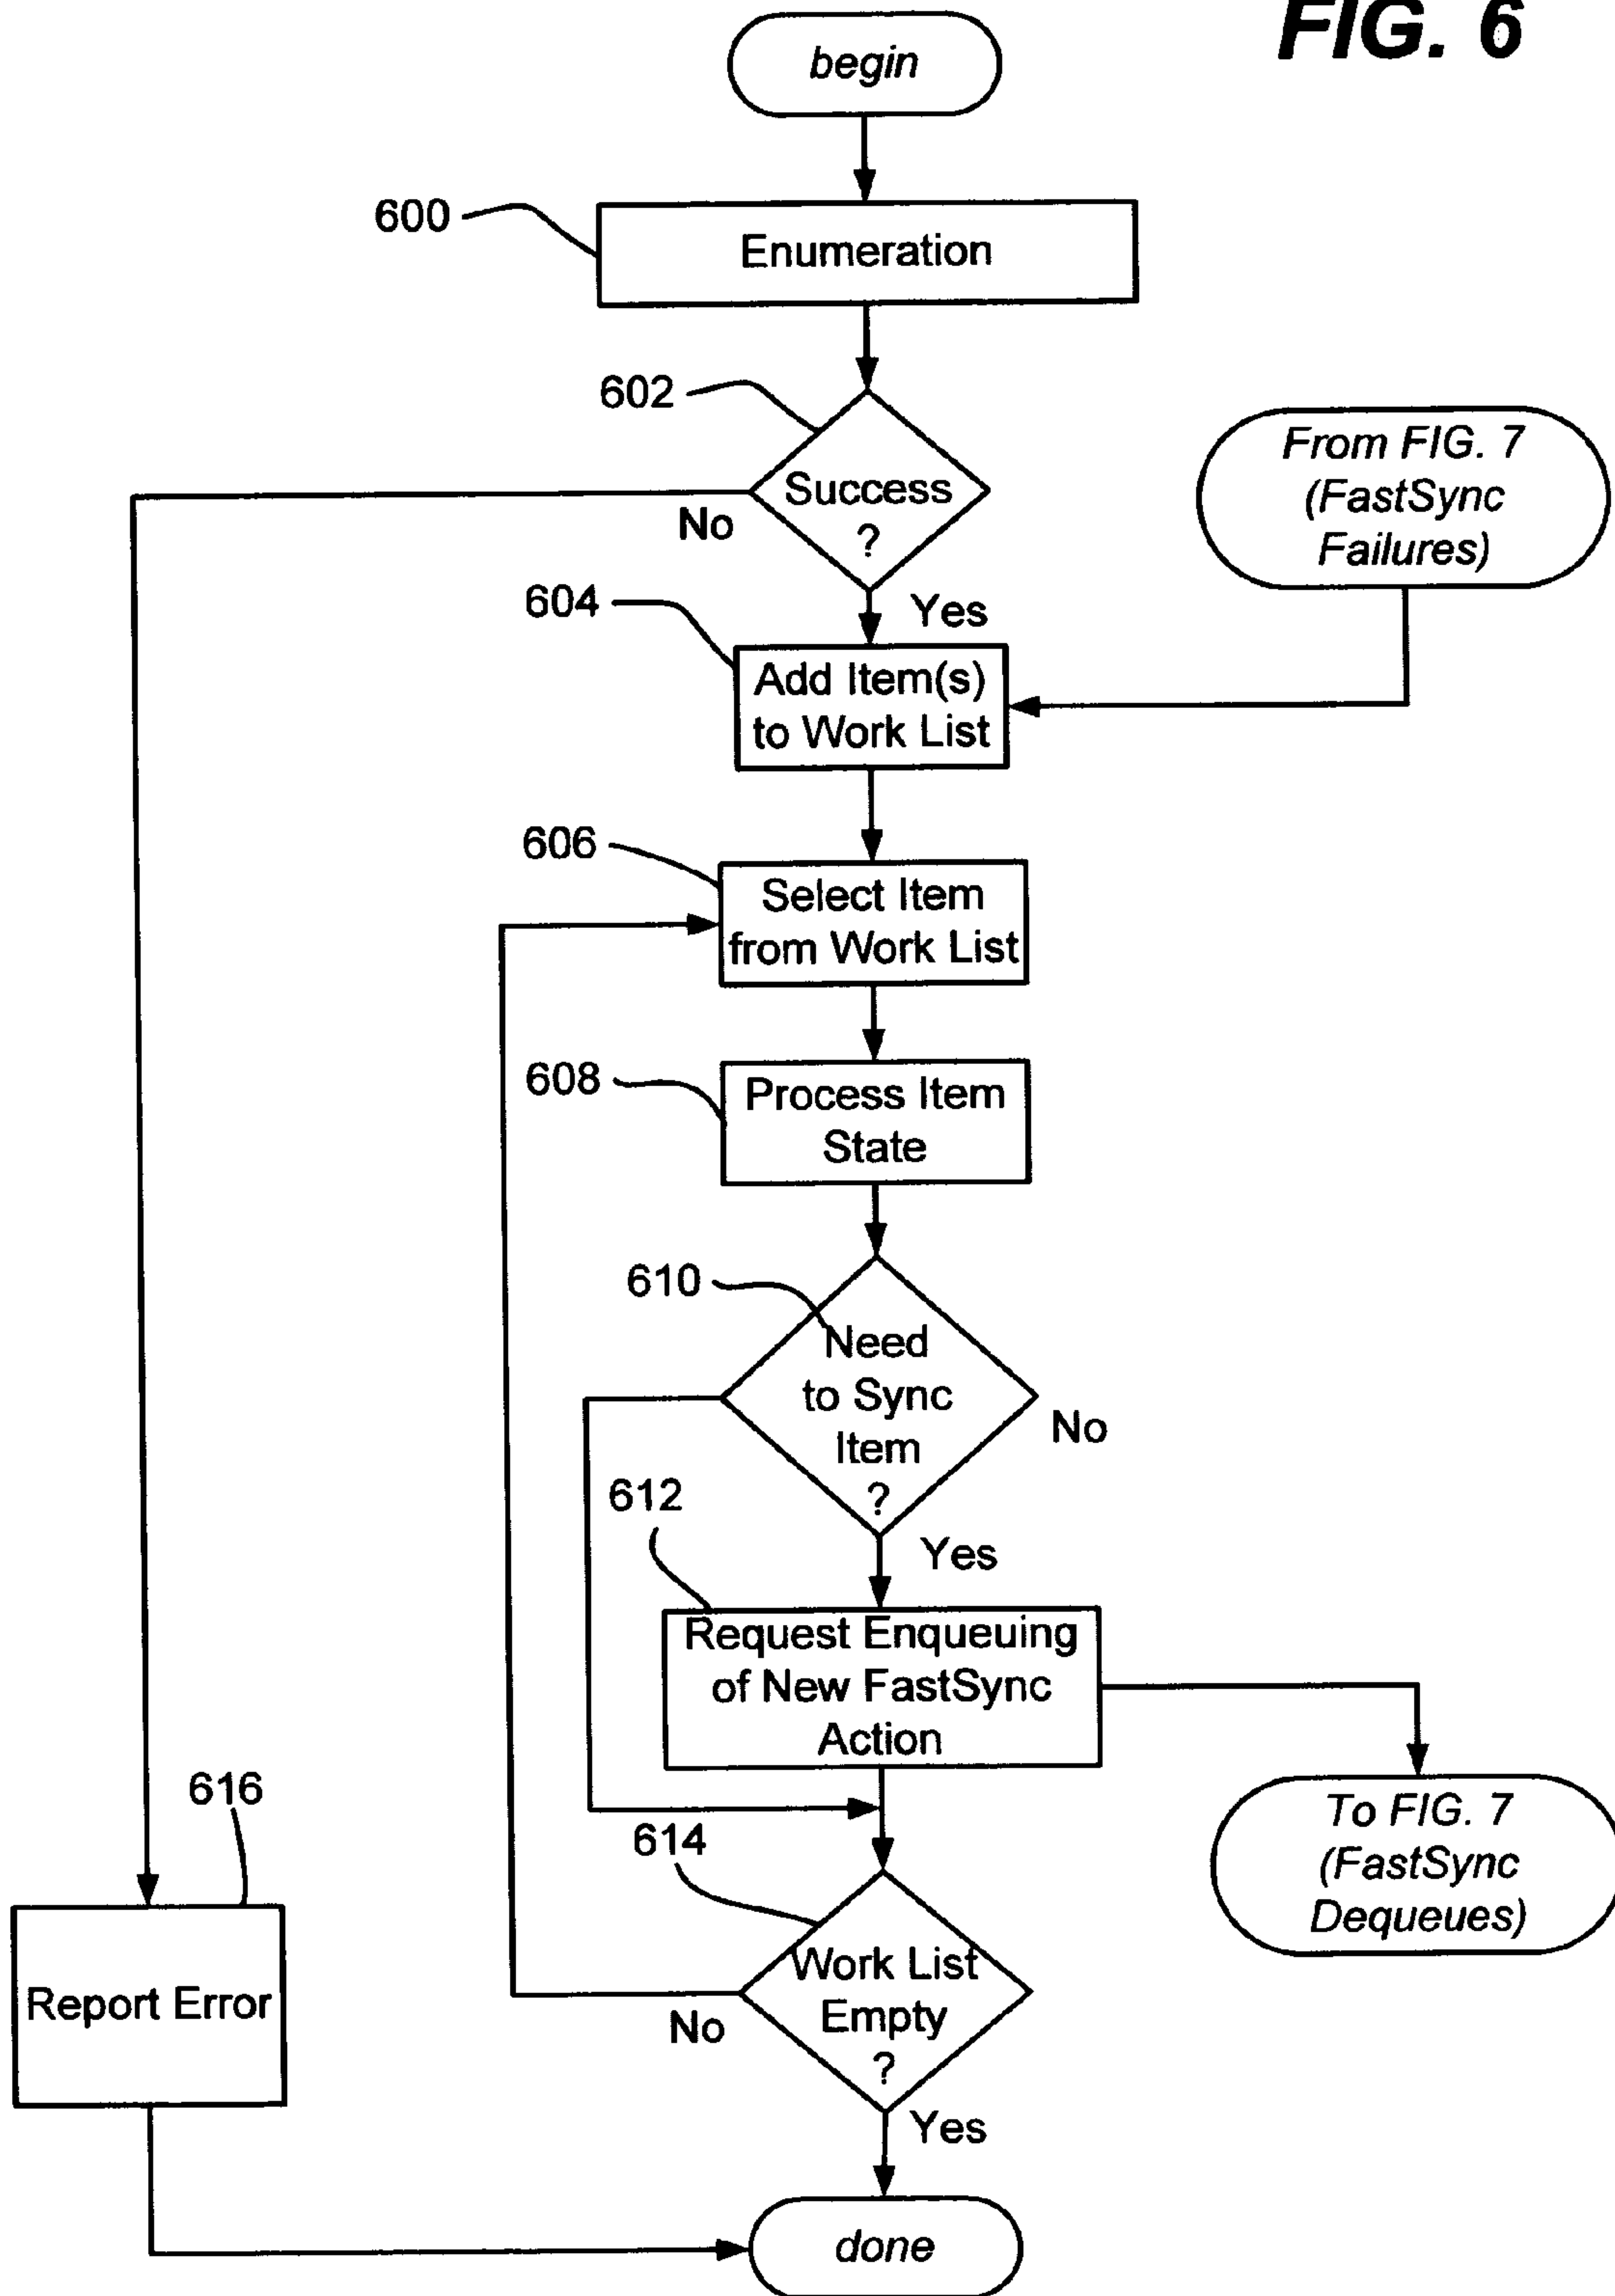 FIG. 6
begin
600
Enumeration
602
Success
?
No
Yes
From FIG. 7
(FastSync
Failures)
604
Add Item(s)
to Work List
606
Select Item
from Work List
608
Process Item
State
610
Need
to Sync
Item
?
No
Yes
612
Request Enqueuing
of New FastSync
Action
To FIG. 7
(FastSync
Dequeues)
614
Work List
Empty
?
No
Yes
616
Report Error
done